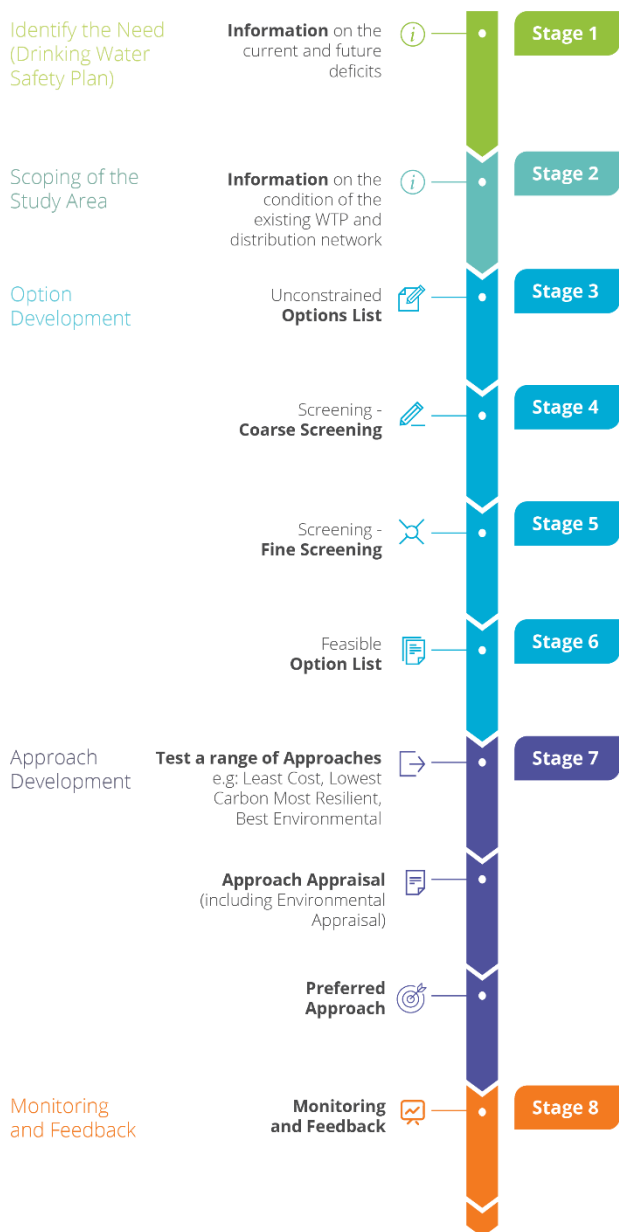 Identify the Need
(Drinking Water
Safety Plan)
Information on the
current and future
deficits
i
Stage 1
Scoping of the
Study Area
Information on the
condition of the
existing WTP and
distribution network
i
Stage 2
Option
Development
Unconstrained
Options List
Stage 3
Screening -
Coarse Screening
Stage 4
Screening -
Fine Screening
Stage 5
Feasible
Option List
Stage 6
Approach
Development
Test a range of Approaches
e.g: Least Cost, Lowest
Carbon Most Resilient,
Best Environmental
Stage 7
Approach Appraisal
(including Environmental
Appraisal)
Preferred
Approach
Monitoring
and Feedback
Monitoring
and Feedback
Stage 8